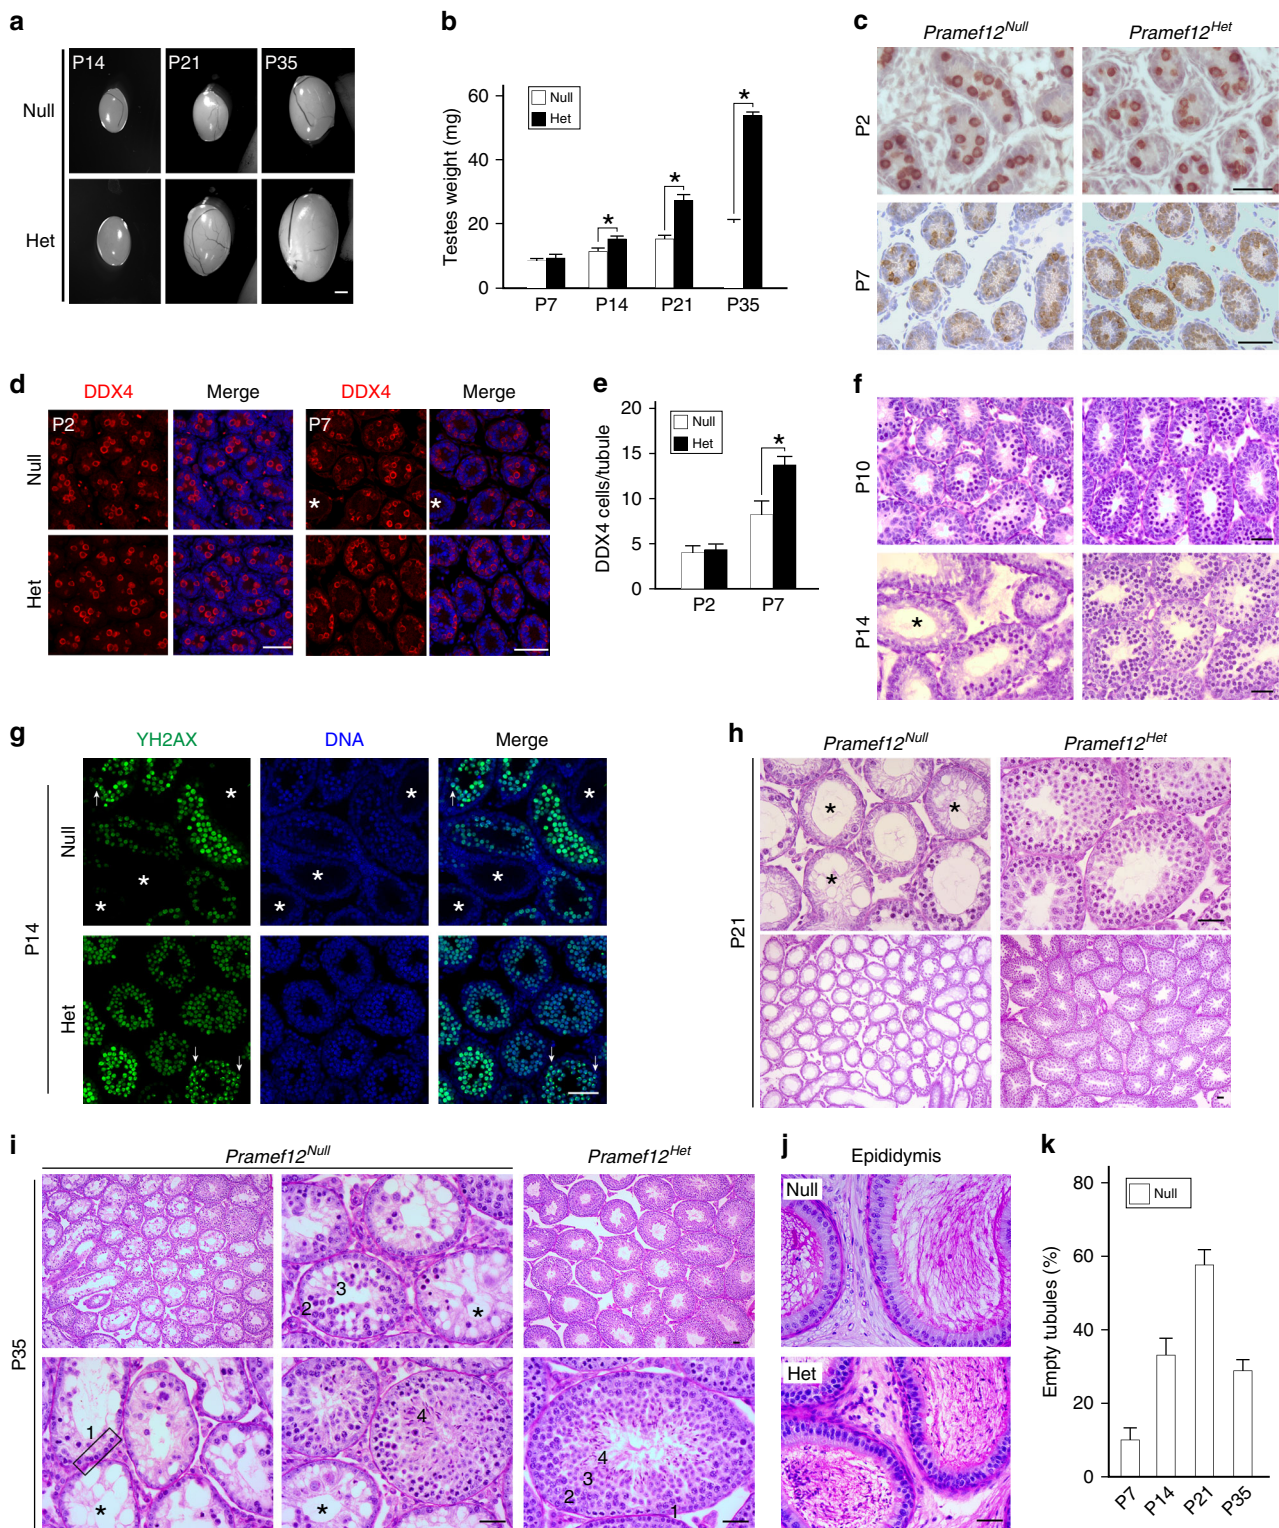 a
P14 P21 P35
Null
Het
b
Testes weight (mg)
60
40
20
0
Null
Het
*
*
*
P7 P14 P21 P35
c
Pramef12Null Pramef12Het
P2
P7
d
DDX4 Merge DDX4 Merge
P2 P7
Null
* *
Het
e
DDX4 cells/tubule
20
15
10
5
0
Null
Het
*
P2 P7
f
P10
P14
*
g
YH2AX DNA Merge
P14
Null
* * *
* * *
* * *
Het
h
Pramef12Null Pramef12Het
P21
* *
*
i
Pramef12Null Pramef12Het
P35
3
2 *
1
*
4
*
4
3
2
1
j
Epididymis
Null
Het
k
Empty tubules (%)
80
60
40
20
0
Null
P7 P14 P21 P35